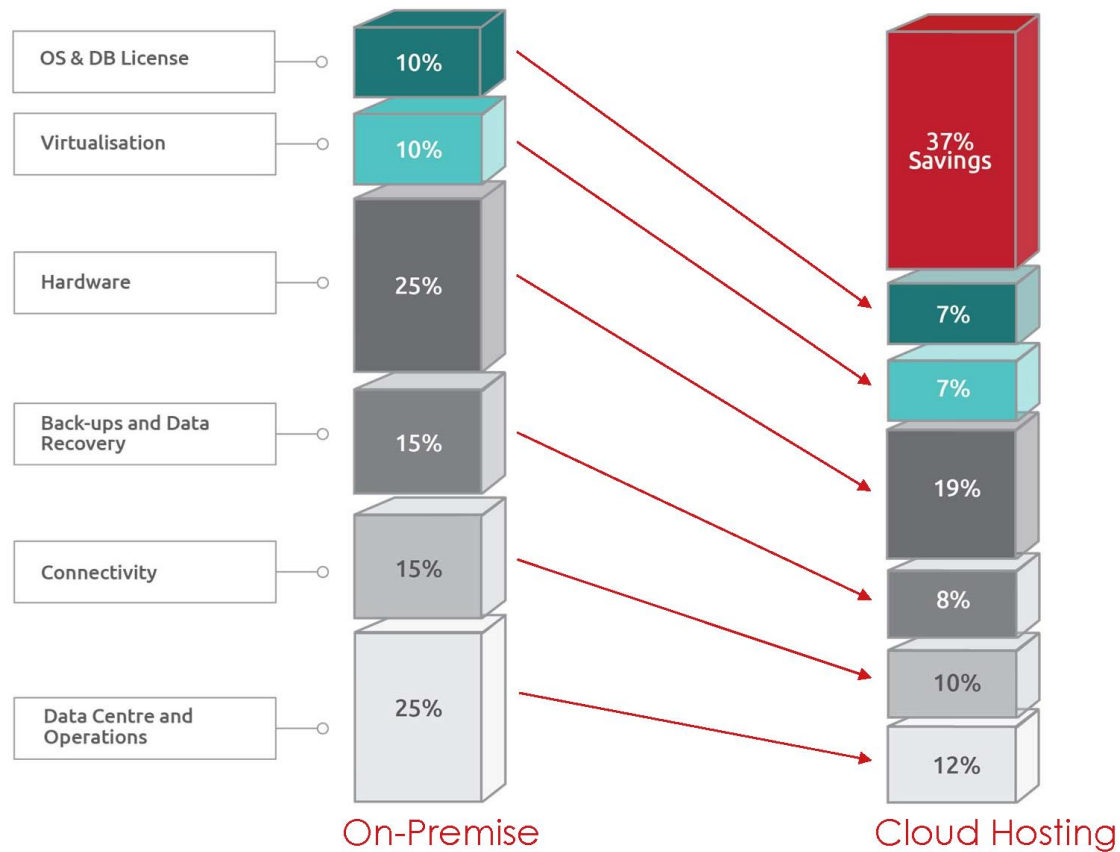 OS & DB License
10%
Virtualisation
10%
Hardware
25%
Back-ups and Data
Recovery
15%
Connectivity
15%
Data Centre and
Operations
25%
On-Premise
37%
Savings
7%
7%
19%
8%
10%
12%
Cloud Hosting